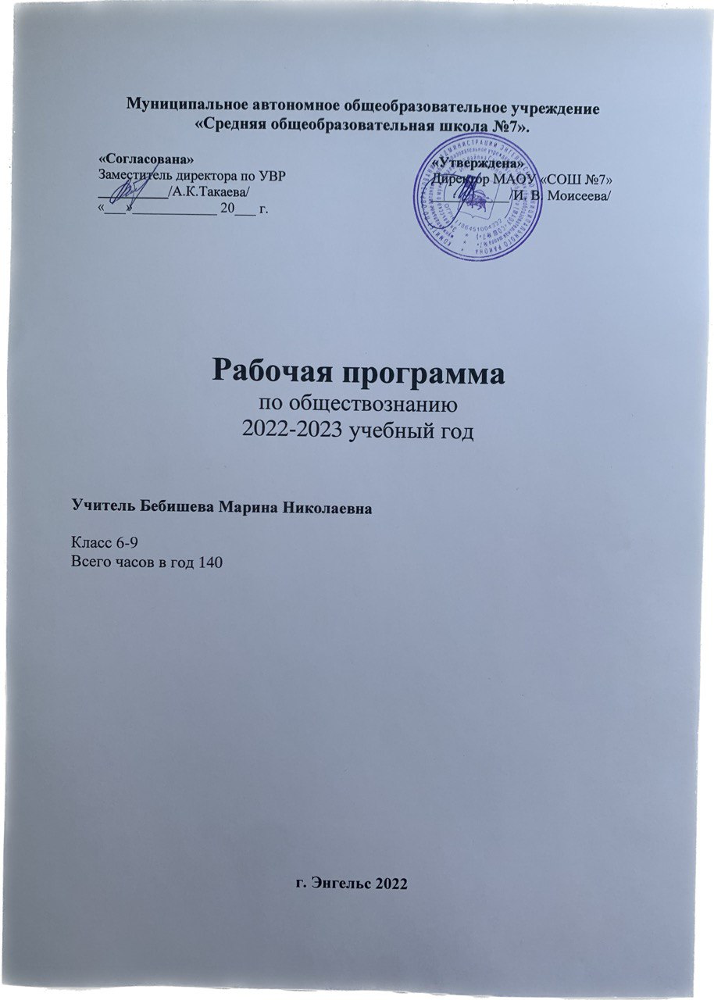 Муниципальное автономное общеобразовательное учреждение
«Средняя общеобразовательная школа №7».
«Согласована»
Заместитель директора по УВР
__________/А.К.Такаева/
«___»____________ 20___ г.
«Утверждена»
Директор МАОУ «СОШ №7»
___________/И. В. Моисеева/
Рабочая программа
по обществознанию
2022-2023 учебный год
Учитель Бебишева Марина Николаевна
Класс 6-9
Всего часов в год 140
г. Энгельс 2022